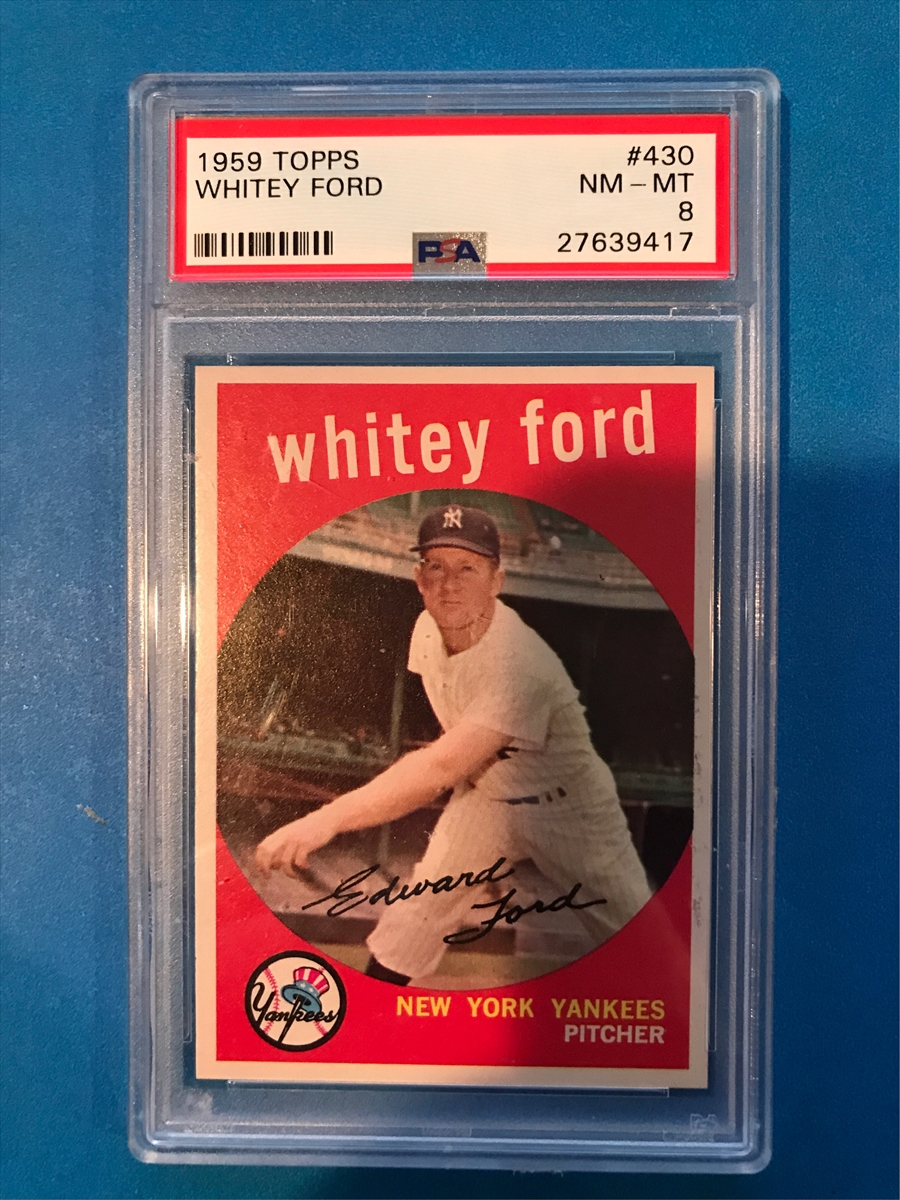 1959 TOPPS #430
WHITEY FORD NM - MT
8
PSA 27639417
whitey ford
NY
Edward
Ford
Yankees
NEW YORK YANKEES
PITCHER